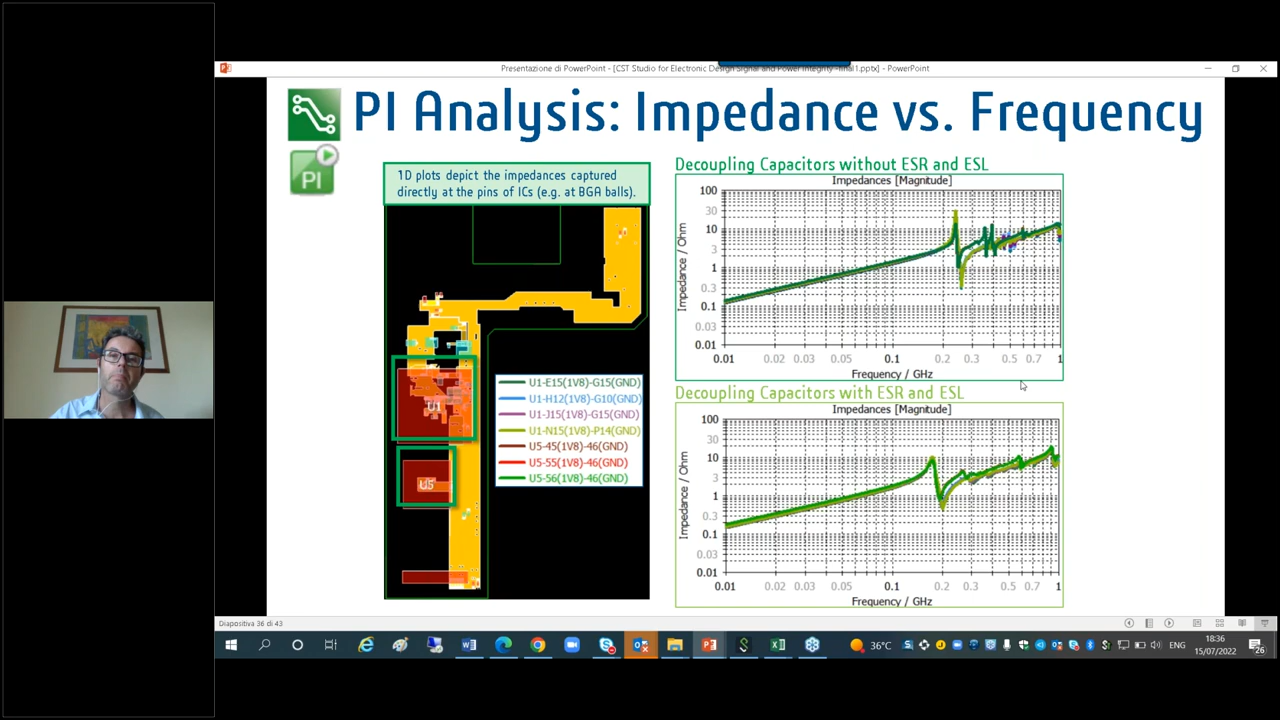 Presentazione di PowerPoint - [CST Studio for Electronic Design Signal and Power Integrity -final1.pptx] - PowerPoint
PI Analysis: Impedance vs. Frequency
PI
1D plots depict the impedances captured
directly at the pins of ICs (e.g. at BGA balls).
U1
U5
U1-E15(1V8)-G15(GND)
U1-H12(1V8)-G10(GND)
U1-J15(1V8)-G15(GND)
U1-N15(1V8)-P14(GND)
U5-45(1V8)-46(GND)
U5-55(1V8)-46(GND)
U5-56(1V8)-46(GND)
Decoupling Capacitors without ESR and ESL
Impedances [Magnitude]
Impedance / Ohm
100
30
10
3
1
0.3
0.1
0.03
0.01
0.01 0.02 0.03 0.05 0.1 0.2 0.3 0.5 0.7 1
Frequency / GHz
Decoupling Capacitors with ESR and ESL
Impedances [Magnitude]
Impedance / Ohm
100
30
10
3
1
0.3
0.1
0.03
0.01
0.01 0.02 0.03 0.05 0.1 0.2 0.3 0.5 0.7 1
Frequency / GHz
Diapositiva 36 di 43
36°C
ENG
18:36
15/07/2022
26